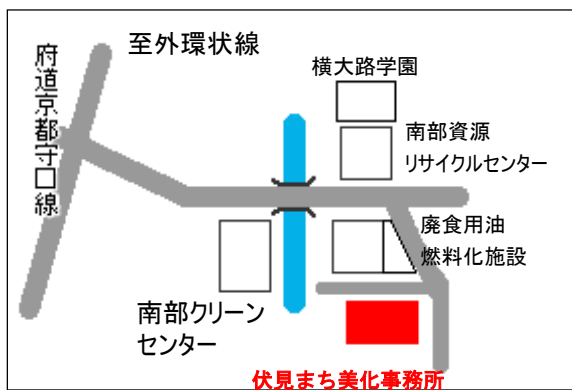 府道京都守口線
至外環状線
横大路学園
南部資源
リサイクルセンター
廃食用油
燃料化施設
南部クリーン
センター
伏見まち美化事務所